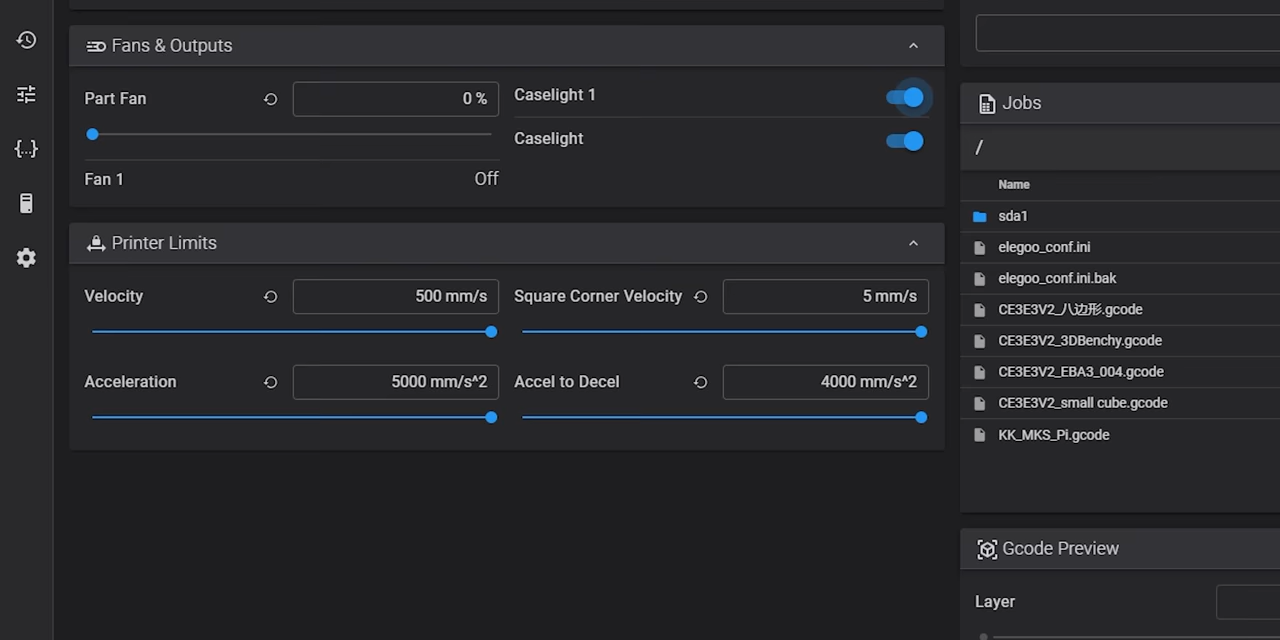 Fans & Outputs
Part Fan
0 %
Caselight 1
Caselight
Fan 1
Off
Printer Limits
Velocity
500 mm/s
Square Corner Velocity
5 mm/s
Acceleration
5000 mm/s^2
Accel to Decel
4000 mm/s^2
Jobs
/
Name
sda1
elegoo_conf.ini
elegoo_conf.ini.bak
CE3E3V2_八边形.gcode
CE3E3V2_3DBenchy.gcode
CE3E3V2_EBA3_004.gcode
CE3E3V2_small cube.gcode
KK_MKS_Pi.gcode
Gcode Preview
Layer